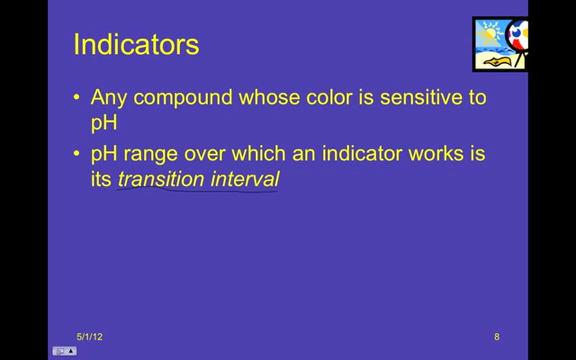 Indicators
• Any compound whose color is sensitive to
pH
• pH range over which an indicator works is
its transition interval
5/1/12
8